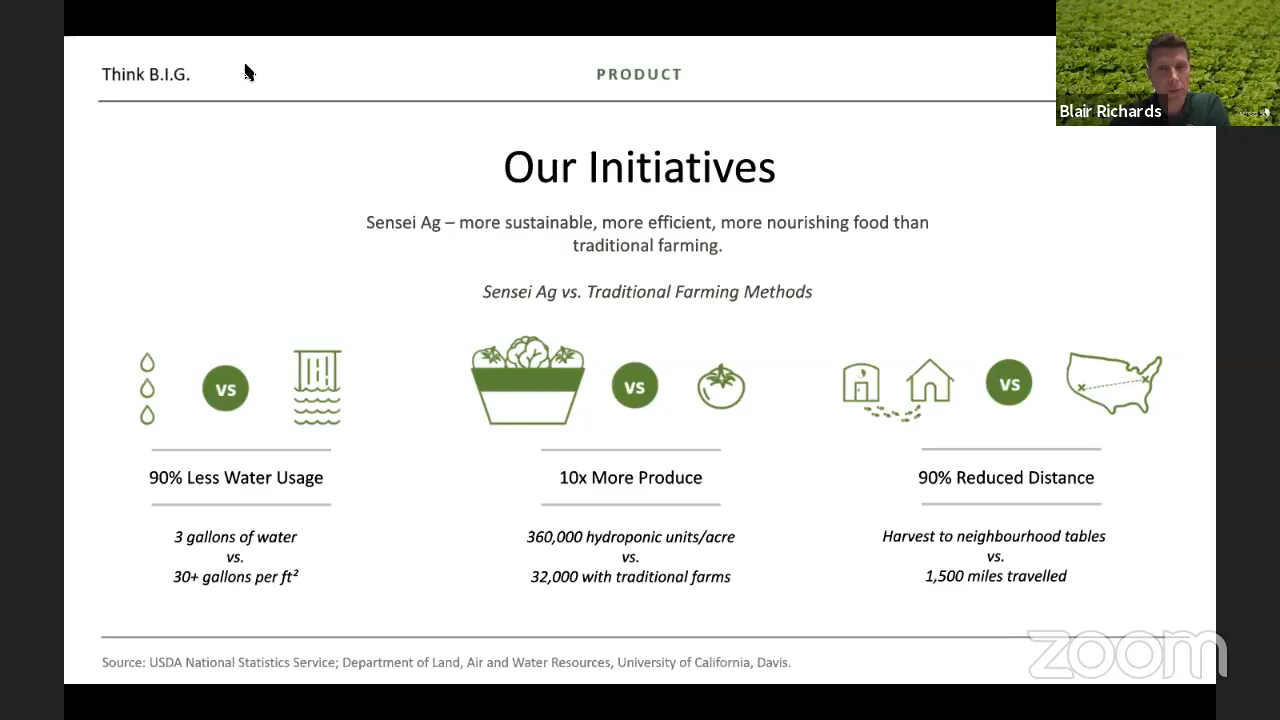 Think B.I.G.
PRODUCT
Blair Richards
Our Initiatives
Sensei Ag – more sustainable, more efficient, more nourishing food than
traditional farming.
Sensei Ag vs. Traditional Farming Methods
VS
VS
VS
90% Less Water Usage
10x More Produce
90% Reduced Distance
3 gallons of water
vs.
30+ gallons per ft²
360,000 hydroponic units/acre
vs.
32,000 with traditional farms
Harvest to neighbourhood tables
vs.
1,500 miles travelled
Source: USDA National Statistics Service; Department of Land, Air and Water Resources, University of California, Davis.
zoom